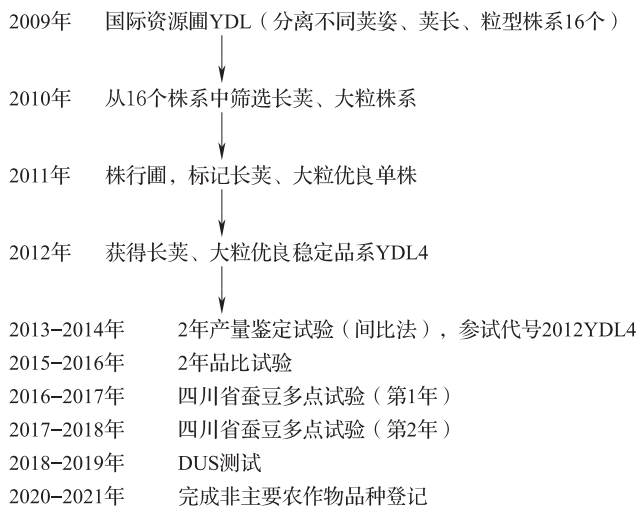 2009年 国际资源圃YDL（分离不同荚姿、荚长、粒型株系16个）
2010年 从16个株系中筛选长荚、大粒株系
2011年 株行圃，标记长荚、大粒优良单株
2012年 获得长荚、大粒优良稳定品系YDL4
2013–2014年 2年产量鉴定试验（间比法），参试代号2012YDL4
2015–2016年 2年品比试验
2016–2017年 四川省蚕豆多点试验（第1年）
2017–2018年 四川省蚕豆多点试验（第2年）
2018–2019年 DUS测试
2020–2021年 完成非主要农作物品种登记